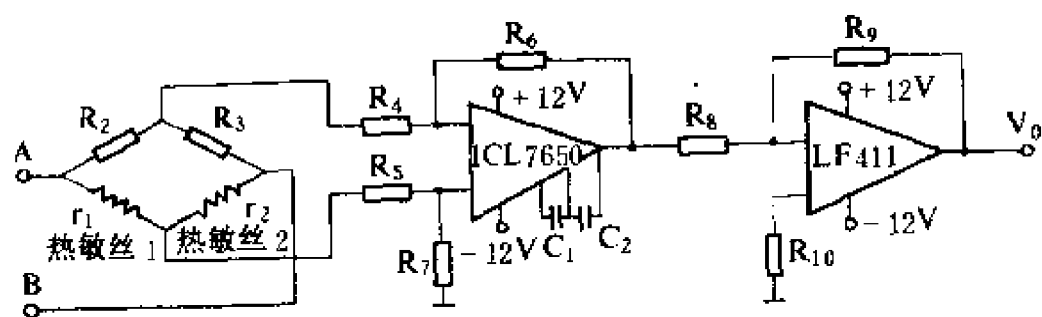 R₆
R₉
R₂
R₃
R₄
+12V
+12V
A
R₈
V₀
ICL7650
LF411
R₅
r₁
r₂
热敏丝 1
热敏丝 2
R₇
-12V
C₁
C₂
-12V
R₁₀
B